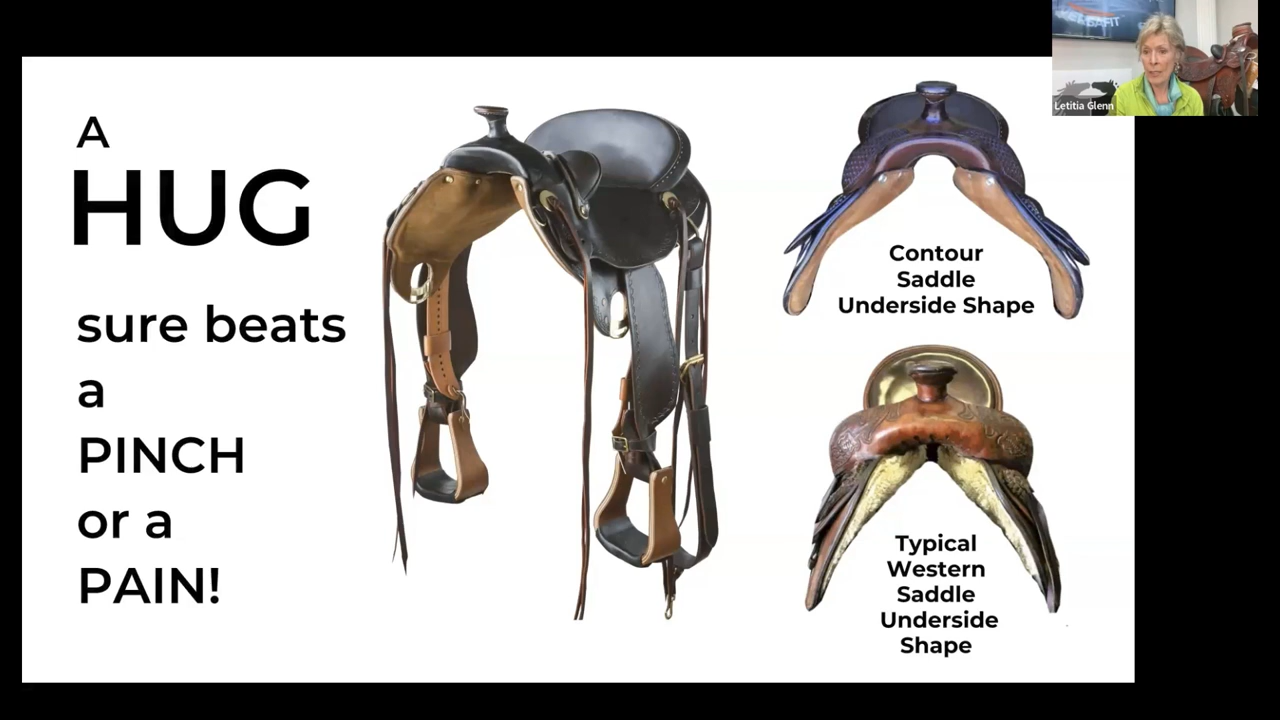 A
HUG
sure beats
a
PINCH
or a
PAIN!
Contour
Saddle
Underside Shape
Typical
Western
Saddle
Underside
Shape
Letitia Glenn